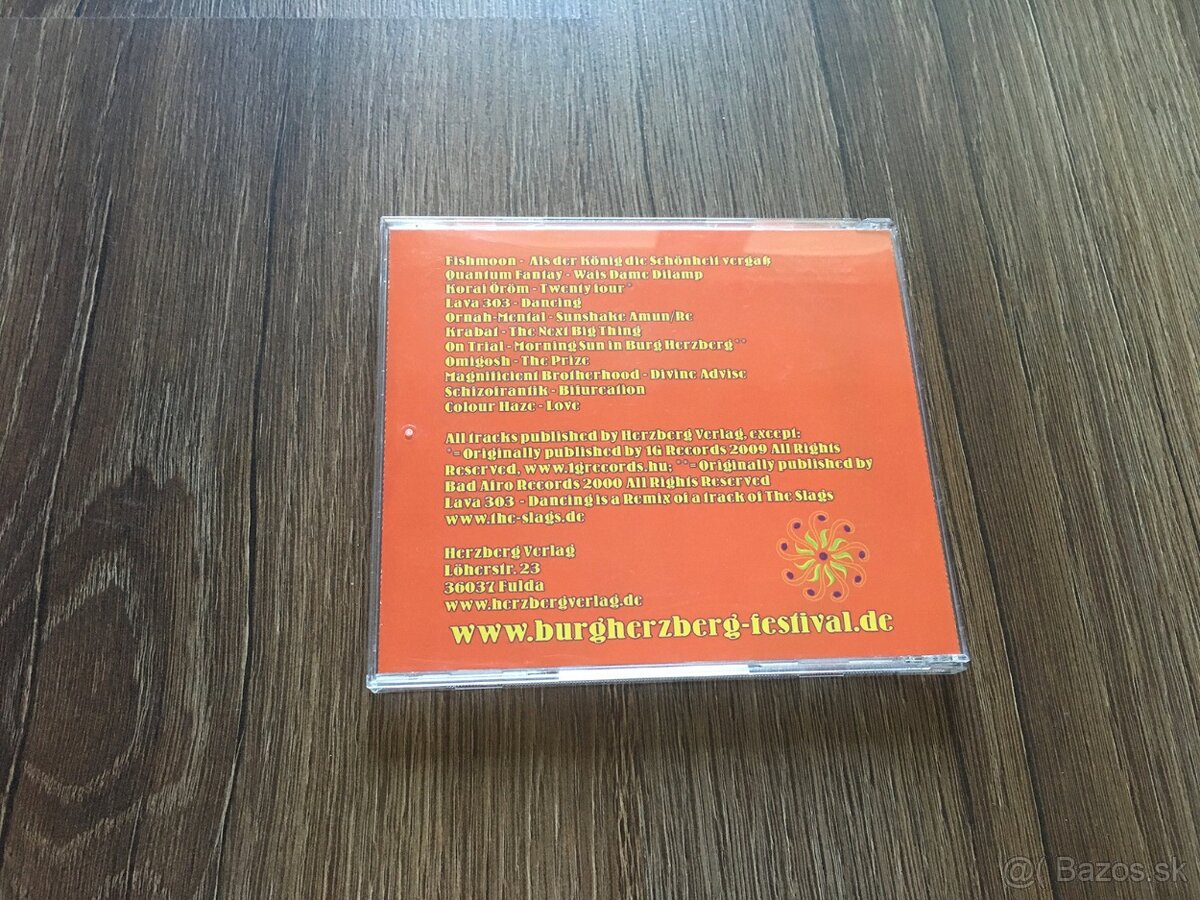 Fishmoon - Als der König die Schönheit vergaß
Quantum Fantay - Wais Dame Dilamp
Korai Öröm - Twenty four*
Lava 303 - Dancing
Ornah-Mental - Sunshake Amun/Re
Krabat - The Next Big Thing
On Trial - Morning Sun in Burg Herzberg**
Omigosh - The Prize
Magnificient Brotherhood - Divine Advise
Schizofrantik - Bifurcation
Colour Haze - Love
All tracks published by Herzberg Verlag, except:
*= Originally published by 1G Records 2009 All Rights
Reserved, www.1grecords.hu; **= Originally published by
Bad Afro Records 2000 All Rights Reserved
Lava 303 - Dancing is a Remix of a track of The Slags
www.the-slags.de
Herzberg Verlag
Löherstr. 23
36037 Fulda
www.herzbergverlag.de
www.burgherzberg-festival.de
@ Bazos.sk